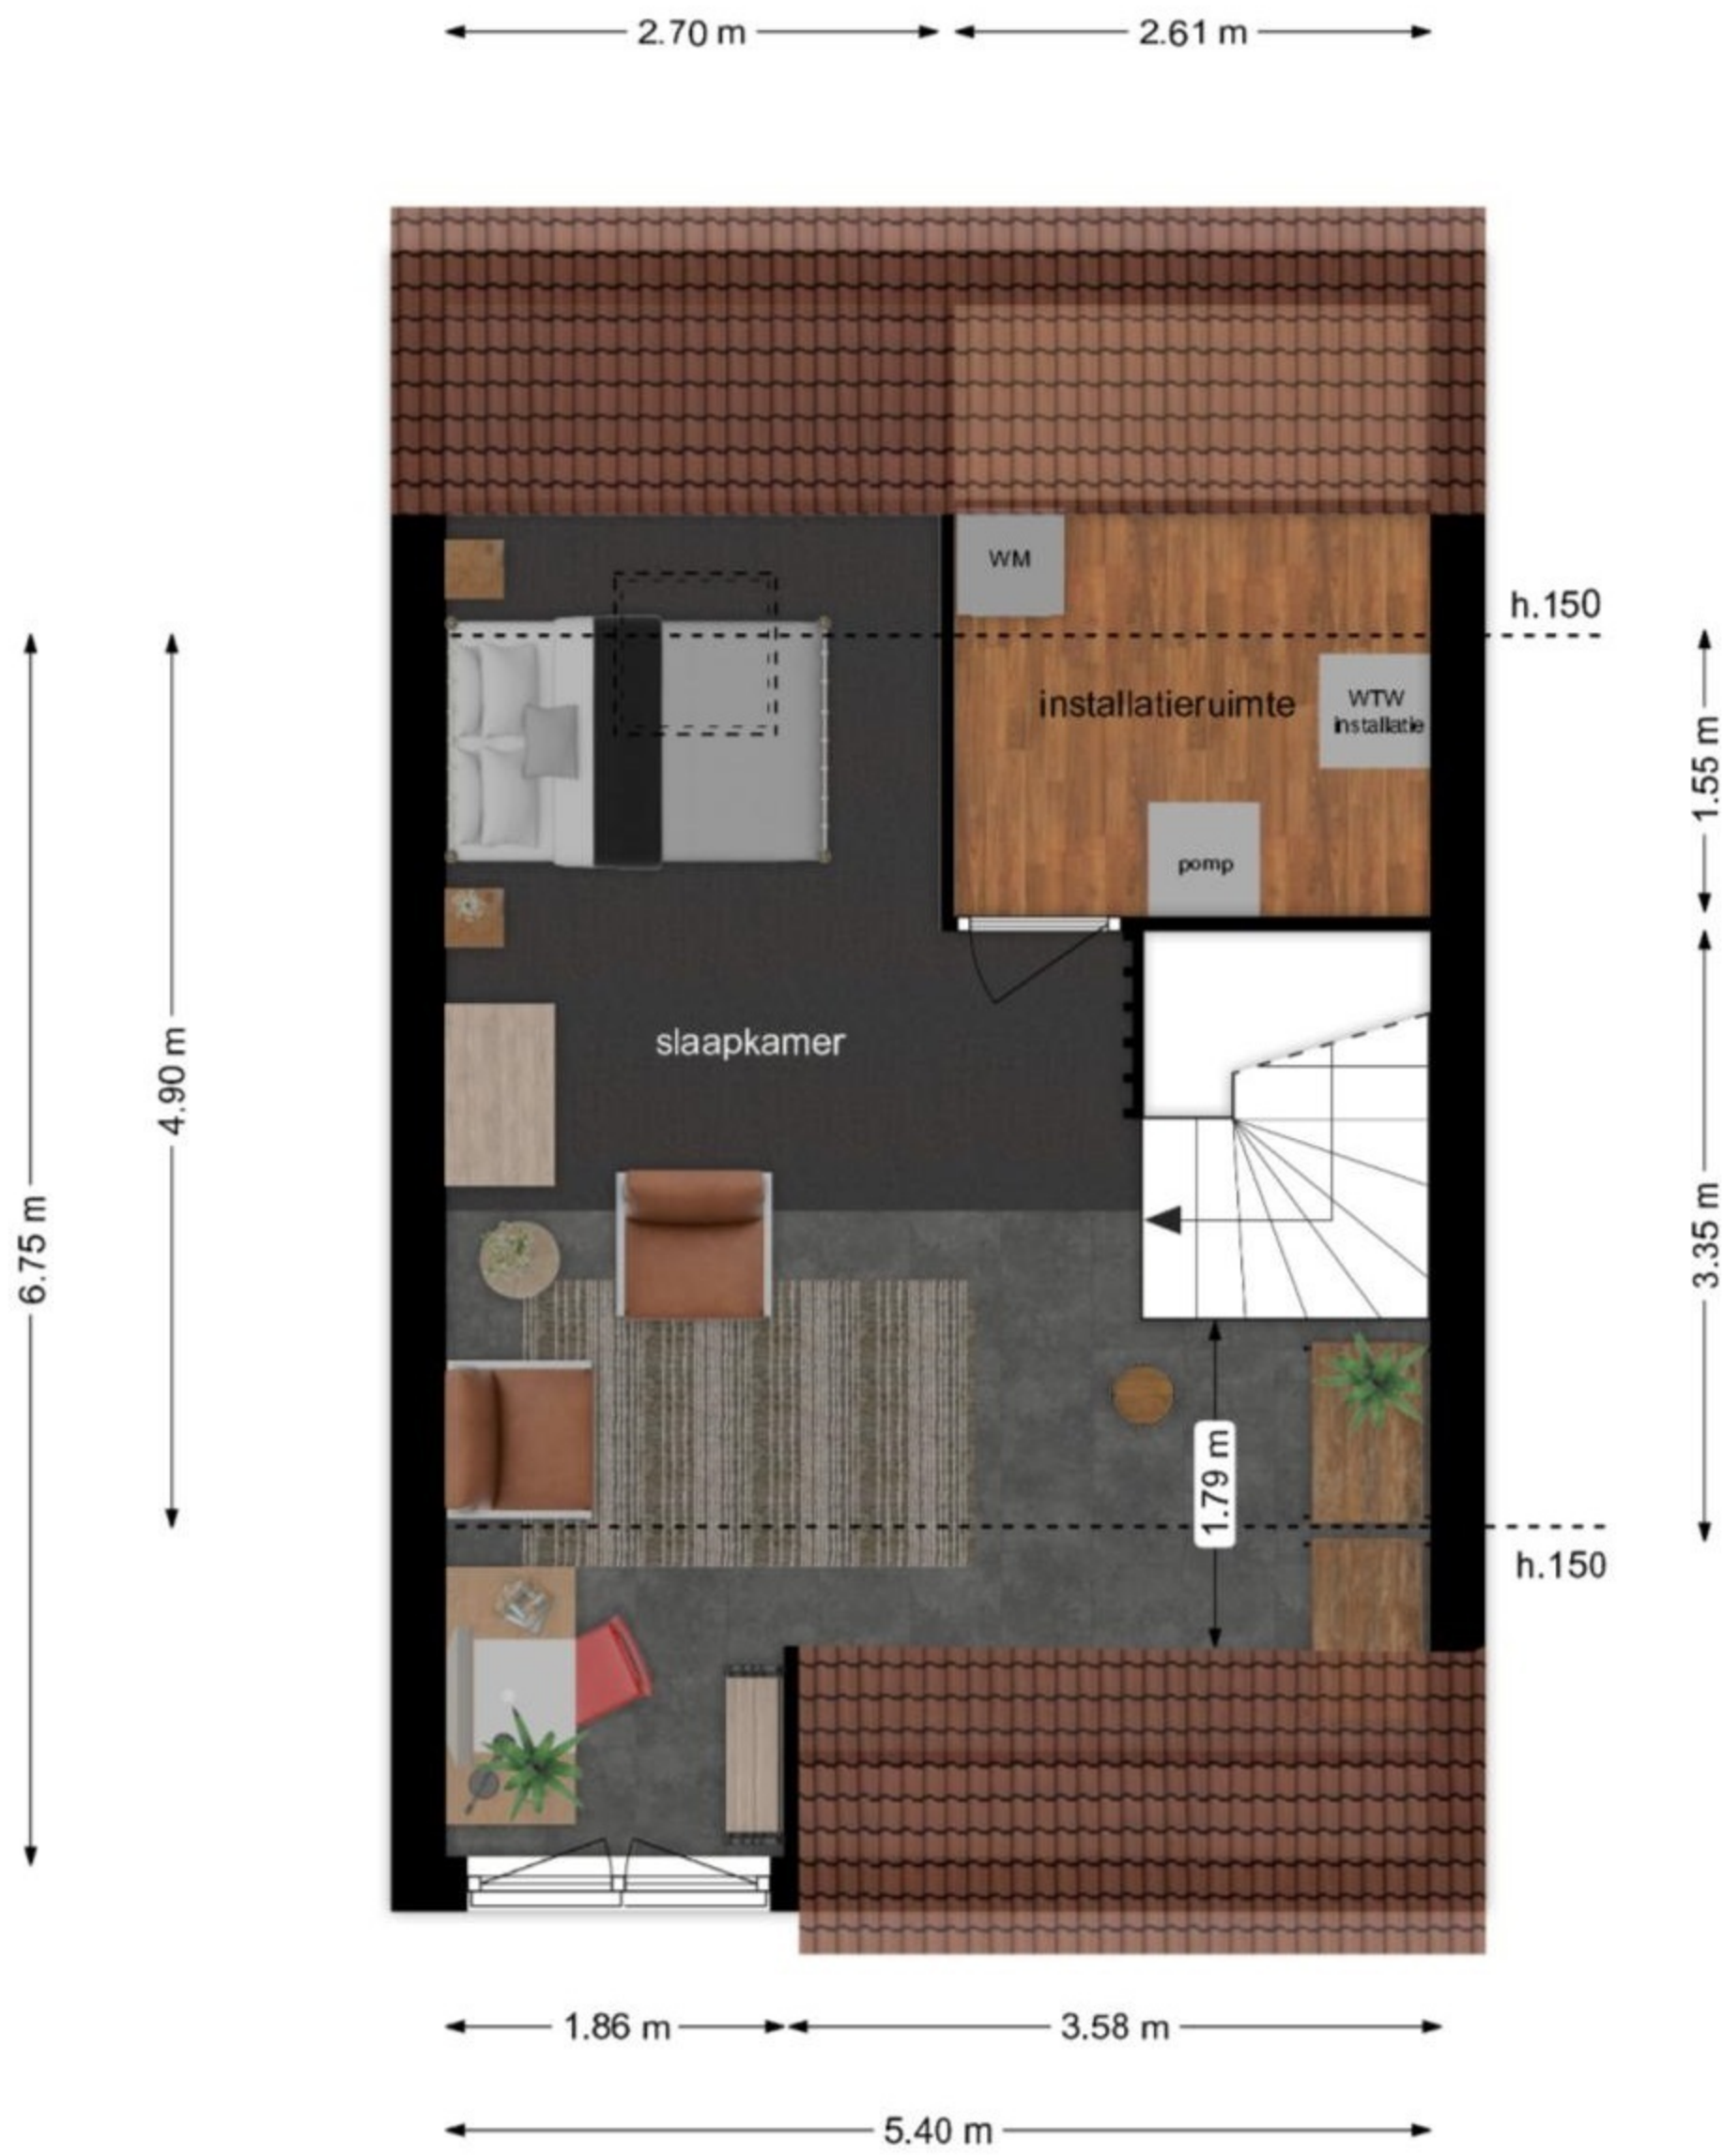 2.70 m
2.61 m
WM
h.150
installatieruimte
WTW
installatie
1.55 m
pomp
slaapkamer
4.90 m
6.75 m
3.35 m
1.79 m
h.150
1.86 m
3.58 m
5.40 m